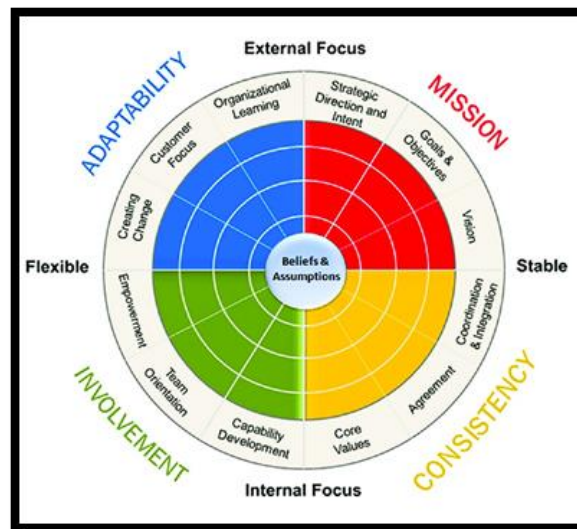 External Focus
ADAPTABILITY
MISSION
Organizational
Learning
Strategic
Direction and
Intent
Customer
Focus
Goals &
Objectives
Creating
Change
Vision
Flexible
Beliefs &
Assumptions
Stable
Empowerment
Coordination
& Integration
Team
Orientation
Agreement
Capability
Development
Core
Values
INVOLVEMENT
CONSISTENCY
Internal Focus